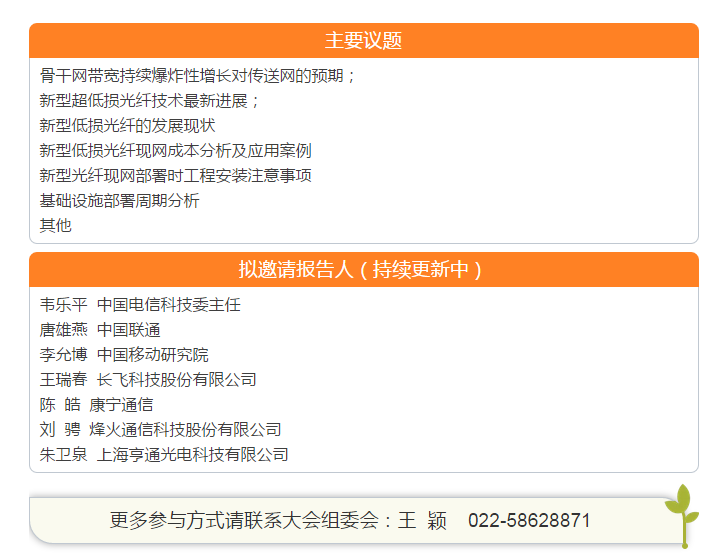 主要议题
骨干网带宽持续爆炸性增长对传送网的预期；
新型超低损光纤技术最新进展；
新型低损光纤的发展现状
新型低损光纤现网成本分析及应用案例
新型光纤现网部署时工程安装注意事项
基础设施部署周期分析
其他
拟邀请报告人（持续更新中）
韦乐平 中国电信科技委主任
唐雄燕 中国联通
李允博 中国移动研究院
王瑞春 长飞科技股份有限公司
陈 皓 康宁通信
刘 骋 烽火通信科技股份有限公司
朱卫泉 上海亨通光电科技有限公司
更多参与方式请联系大会组委会：王 颖 022-58628871